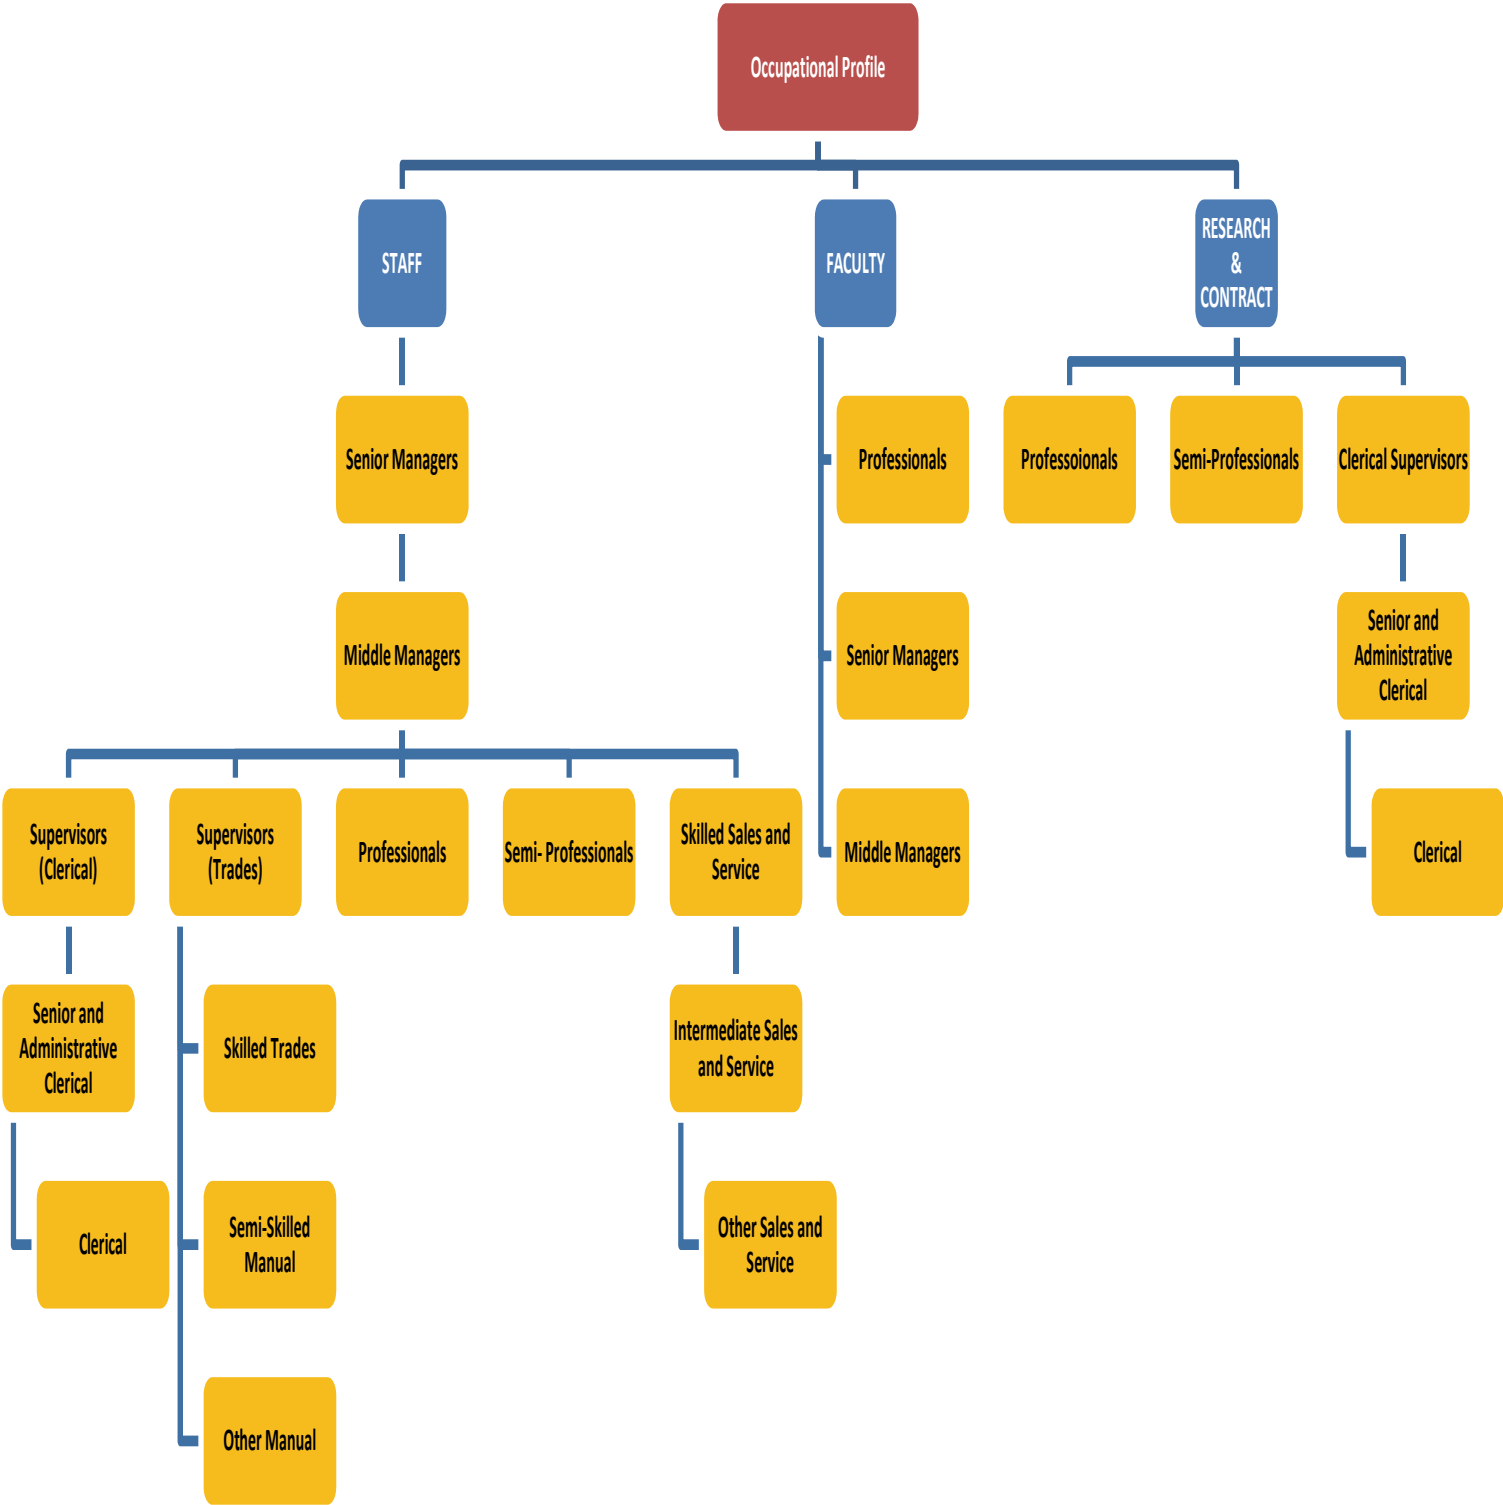 Occupational Profile
STAFF
FACULTY
RESEARCH
&
CONTRACT
Senior Managers
Professionals
Professoionals
Semi-Professionals
Clerical Supervisors
Middle Managers
Senior Managers
Senior and
Administrative
Clerical
Supervisors
(Clerical)
Supervisors
(Trades)
Professionals
Semi- Professionals
Skilled Sales and
Service
Middle Managers
Clerical
Senior and
Administrative
Clerical
Skilled Trades
Intermediate Sales
and Service
Clerical
Semi-Skilled
Manual
Other Sales and
Service
Other Manual